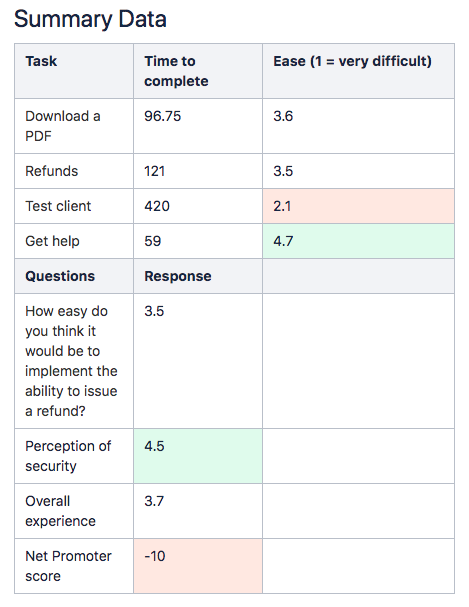 Summary Data
Task
Time to
complete
Ease (1 = very difficult)
Download a
PDF
96.75
3.6
Refunds
121
3.5
Test client
420
2.1
Get help
59
4.7
Questions
Response
How easy do
you think it
would be to
implement the
ability to issue
a refund?
3.5
Perception of
security
4.5
Overall
experience
3.7
Net Promoter
score
-10